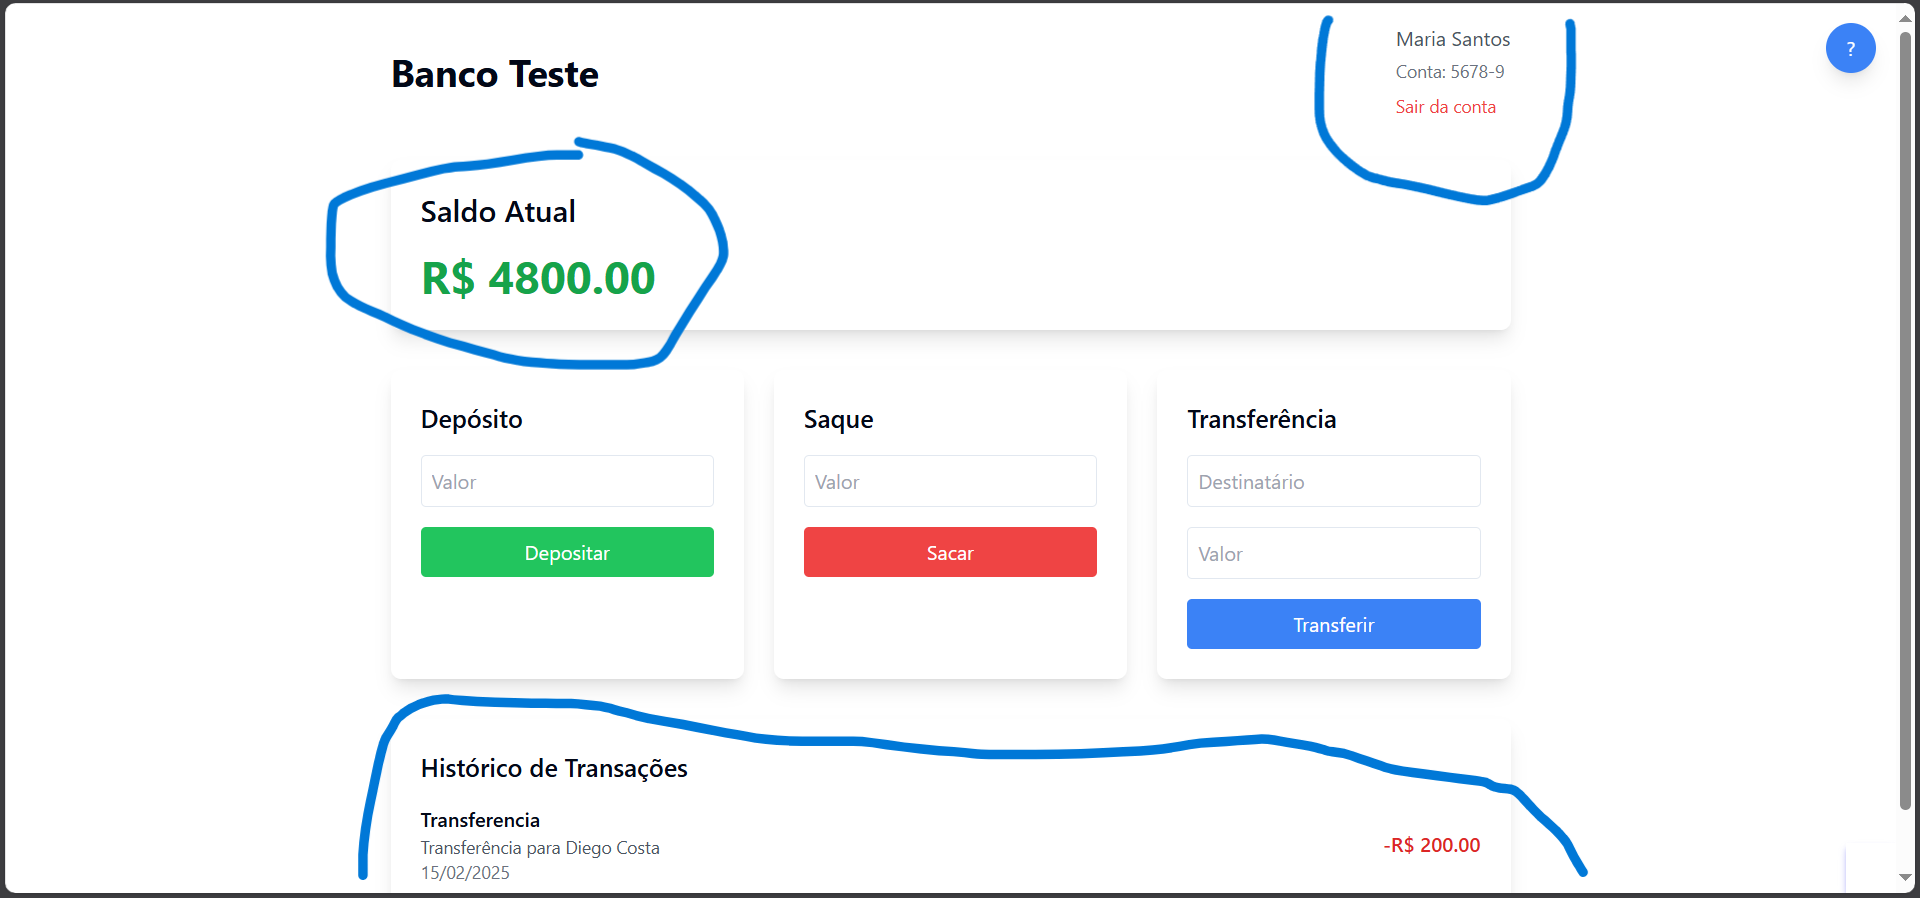 Banco Teste
Maria Santos
Conta: 5678-9
Sair da conta
?
Saldo Atual
R$ 4800.00
Depósito
Valor
Depositar
Saque
Valor
Sacar
Transferência
Destinatário
Valor
Transferir
Histórico de Transações
Transferencia
Transferência para Diego Costa
15/02/2025
-R$ 200.00